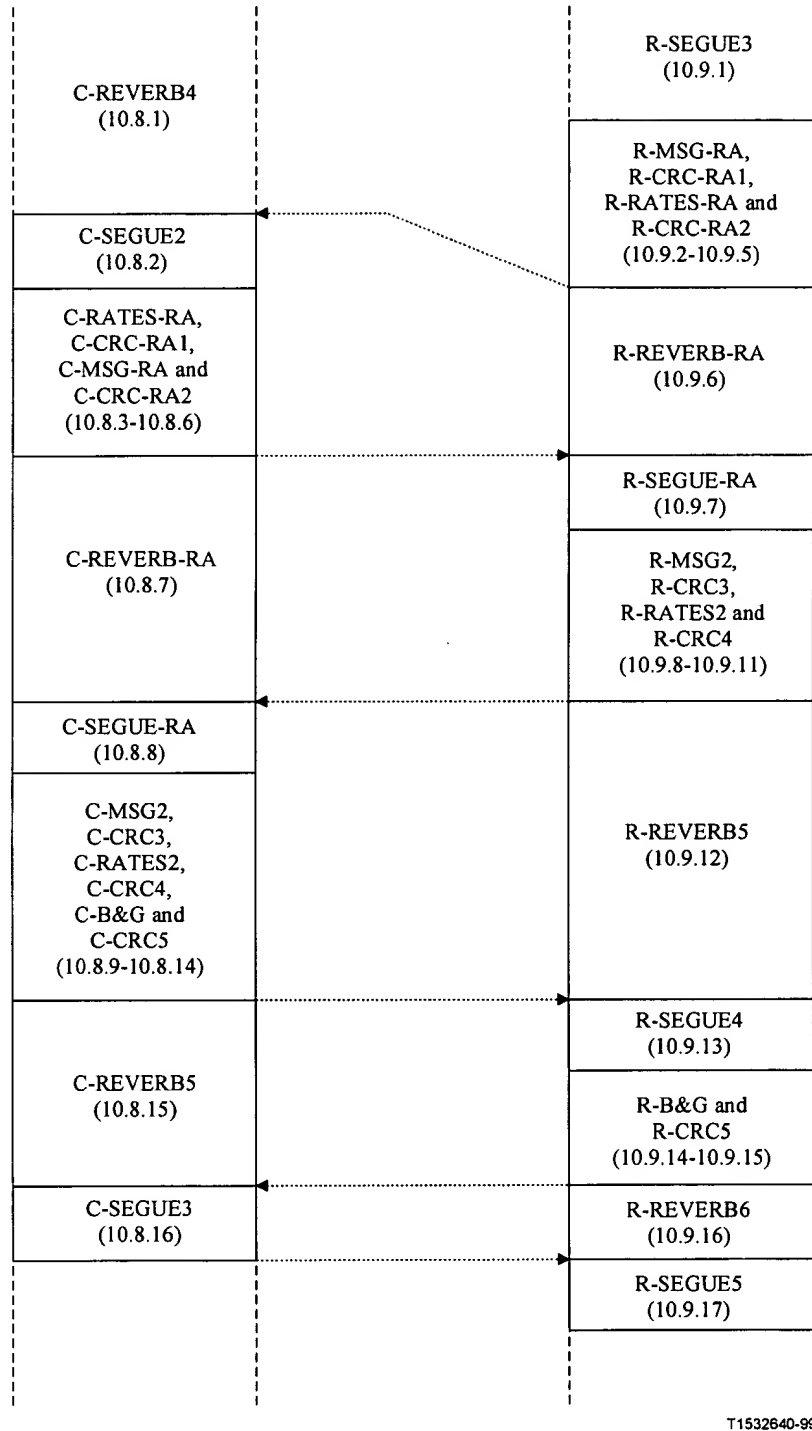 C-REVERB4
(10.8.1)
C-SEGUE2
(10.8.2)
C-RATES-RA,
C-CRC-RA1,
C-MSG-RA and
C-CRC-RA2
(10.8.3-10.8.6)
C-REVERB-RA
(10.8.7)
C-SEGUE-RA
(10.8.8)
C-MSG2,
C-CRC3,
C-RATES2,
C-CRC4,
C-B&G and
C-CRC5
(10.8.9-10.8.14)
C-REVERB5
(10.8.15)
C-SEGUE3
(10.8.16)
R-SEGUE3
(10.9.1)
R-MSG-RA,
R-CRC-RA1,
R-RATES-RA and
R-CRC-RA2
(10.9.2-10.9.5)
R-REVERB-RA
(10.9.6)
R-SEGUE-RA
(10.9.7)
R-MSG2,
R-CRC3,
R-RATES2 and
R-CRC4
(10.9.8-10.9.11)
R-REVERB5
(10.9.12)
R-SEGUE4
(10.9.13)
R-B&G and
R-CRC5
(10.9.14-10.9.15)
R-REVERB6
(10.9.16)
R-SEGUE5
(10.9.17)
T1532640-99